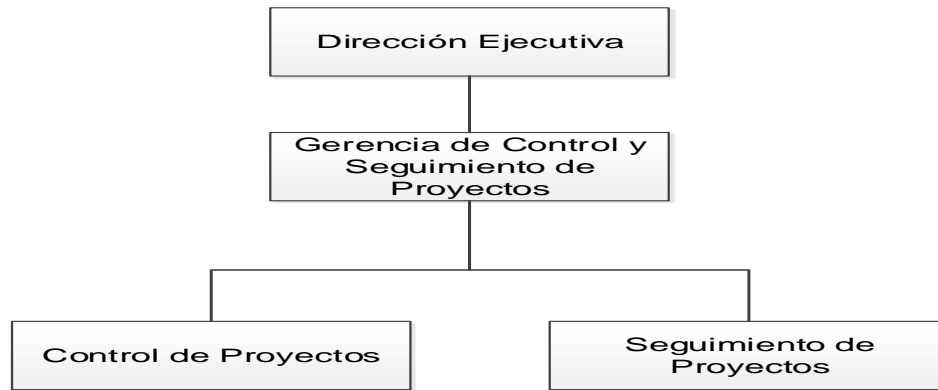 Dirección Ejecutiva
Gerencia de Control y
Seguimiento de
Proyectos
Control de Proyectos
Seguimiento de
Proyectos